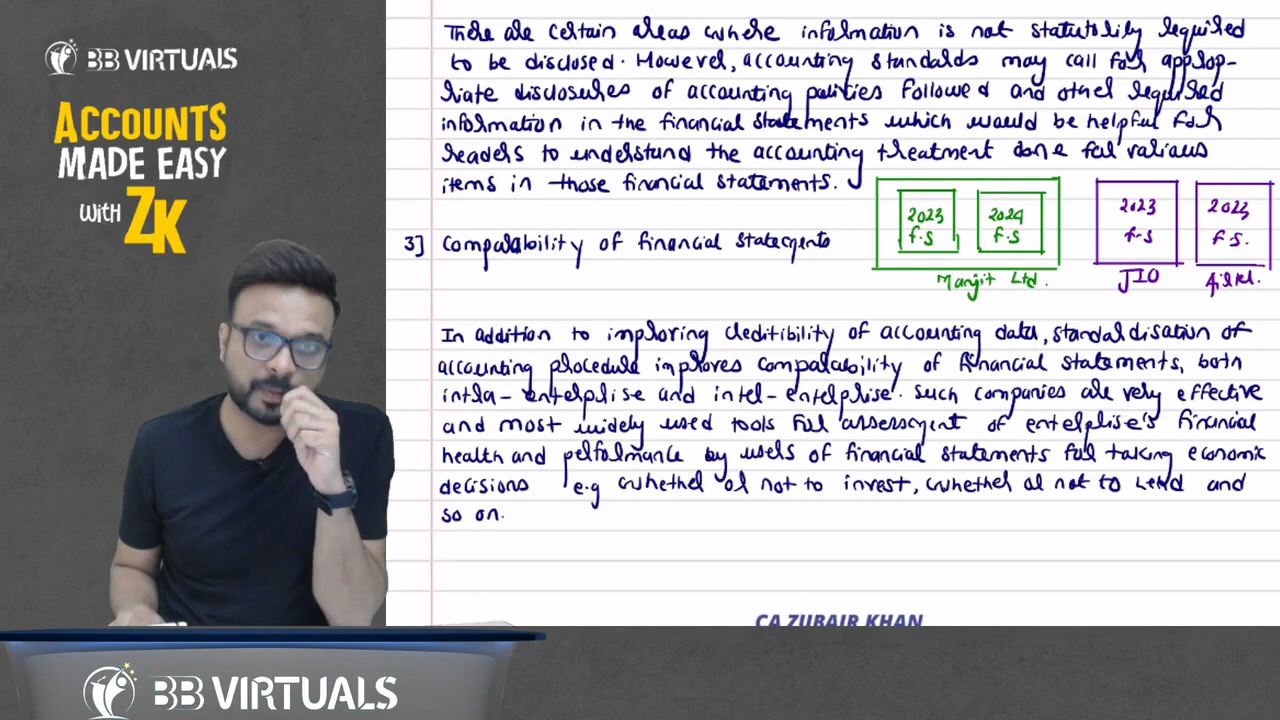 BB VIRTUALS
ACCOUNTS
MADE EASY
with ZK
There are certain areas where information is not statutorily required
to be disclosed. However, accounting standards may call for approp-
riate disclosures of accounting policies followed and other required
information in the financial statements which would be helpful for
readers to understand the accounting treatment done for various
items in those financial statements.
2023 F.S
2024 F.S
Manjit Ltd.
2023 F.S
JIO
2023 F.S.
3] Comparability of financial statements
In addition to improving creditibility of accounting data, standardisation of
accounting procedure improves comparability of financial statements, both
intra-enterprise and inter-enterprise. Such companies are very effective
and most widely used tools for assessment of enterprise's financial
health and performance by users of financial statements for taking economic
decisions e.g whether or not to invest, whether or not to lend and
so on.
CA ZUBAIR KHAN
BB VIRTUALS